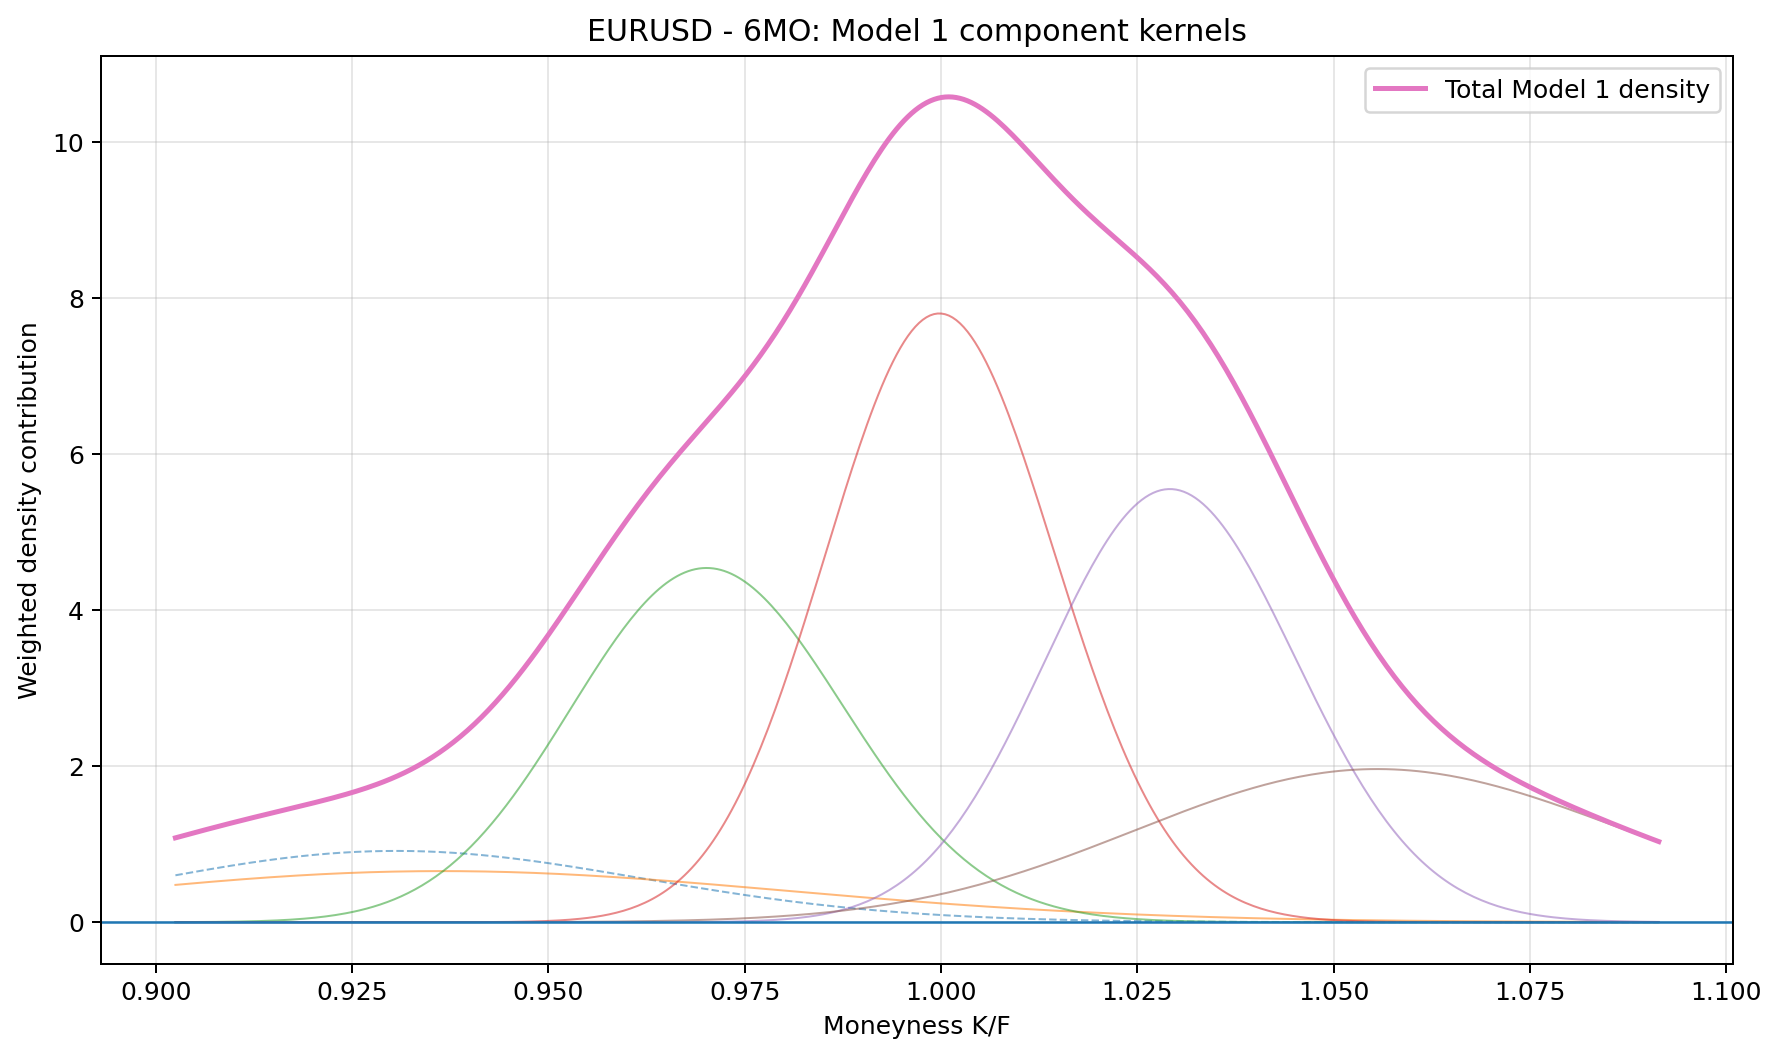 EURUSD - 6MO: Model 1 component kernels
Total Model 1 density
Weighted density contribution
10
8
6
4
2
0
0.900 0.925 0.950 0.975 1.000 1.025 1.050 1.075 1.100
Moneyness K/F